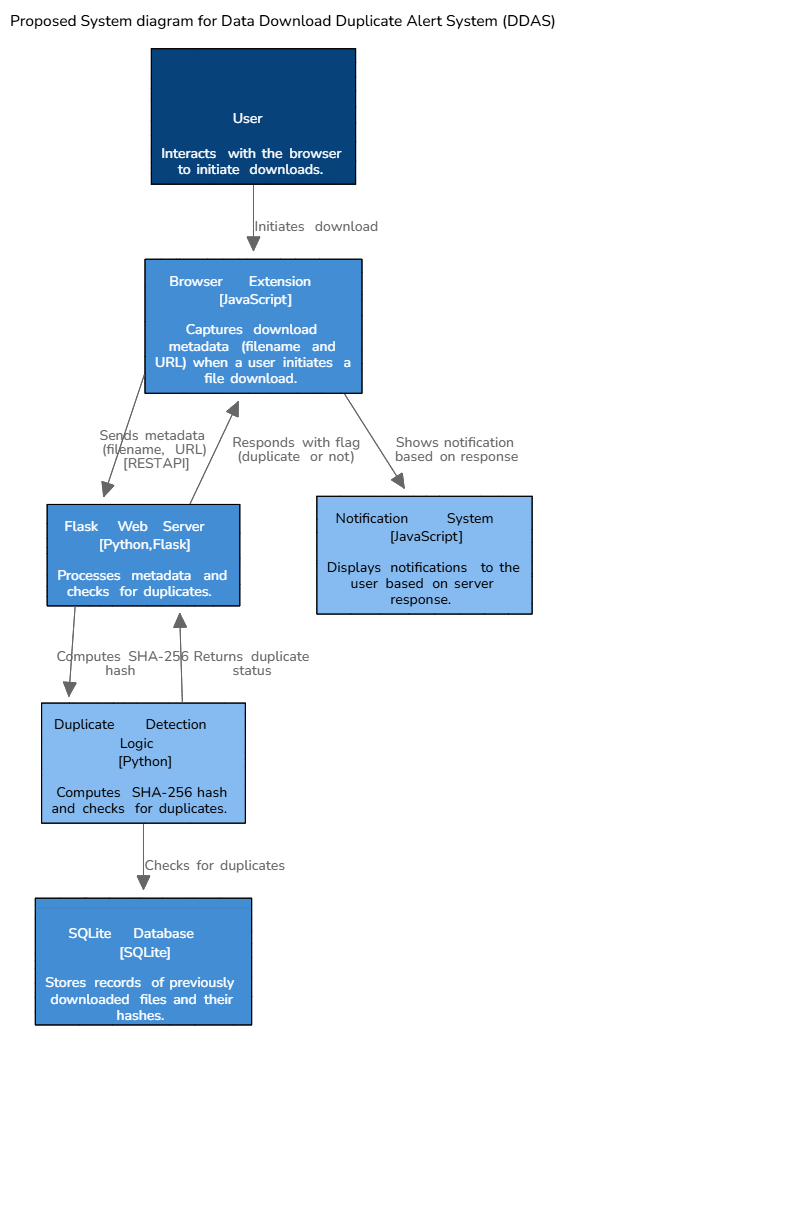 Proposed System diagram for Data Download Duplicate Alert System (DDAS)
User
Interacts with the browser
to initiate downloads.
Initiates download
Browser Extension
[JavaScript]
Captures download
metadata (filename and
URL) when a user initiates a
file download.
Sends metadata
(filename, URL)
[RESTAPI]
Responds with flag
(duplicate or not)
Shows notification
based on response
Flask Web Server
[Python,Flask]
Processes metadata and
checks for duplicates.
Notification System
[JavaScript]
Displays notifications to the
user based on server
response.
Computes SHA-256
hash
Returns duplicate
status
Duplicate Detection
Logic
[Python]
Computes SHA-256 hash
and checks for duplicates.
Checks for duplicates
SQLite Database
[SQLite]
Stores records of previously
downloaded files and their
hashes.